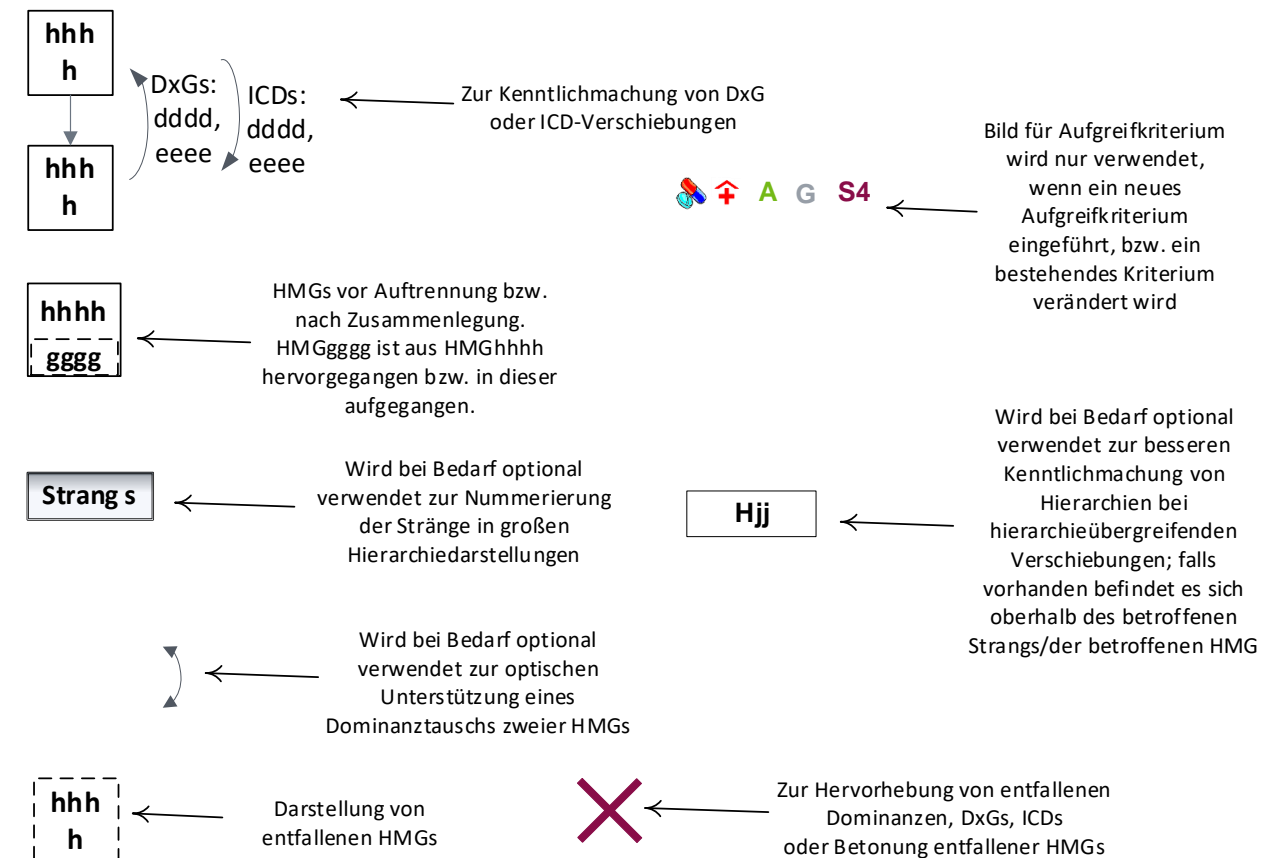 hhh
h
DxGs:
dddd,
eeee
ICDs:
dddd,
eeee
Zur Kenntlichmachung von DxG
oder ICD-Verschiebungen
hhh
h
A G S4
Bild für Aufgreifkriterium
wird nur verwendet,
wenn ein neues
Aufgreifkriterium
eingeführt, bzw. ein
bestehendes Kriterium
verändert wird
hhhh
gggg
HMGs vor Auftrennung bzw.
nach Zusammenlegung.
HMGgggg ist aus HMGhhhh
hervorgegangen bzw. in dieser
aufgegangen.
Strang s
Wird bei Bedarf optional
verwendet zur Nummerierung
der Stränge in großen
Hierarchiedarstellungen
Hjj
Wird bei Bedarf optional
verwendet zur besseren
Kenntlichmachung von
Hierarchien bei
hierarchieübergreifenden
Verschiebungen; falls
vorhanden befindet es sich
oberhalb des betroffenen
Strangs/der betroffenen HMG
Wird bei Bedarf optional
verwendet zur optischen
Unterstützung eines
Dominanztauschs zweier HMGs
hhh
h
Darstellung von
entfallenen HMGs
Zur Hervorhebung von entfallenen
Dominanzen, DxGs, ICDs
oder Betonung entfallener HMGs